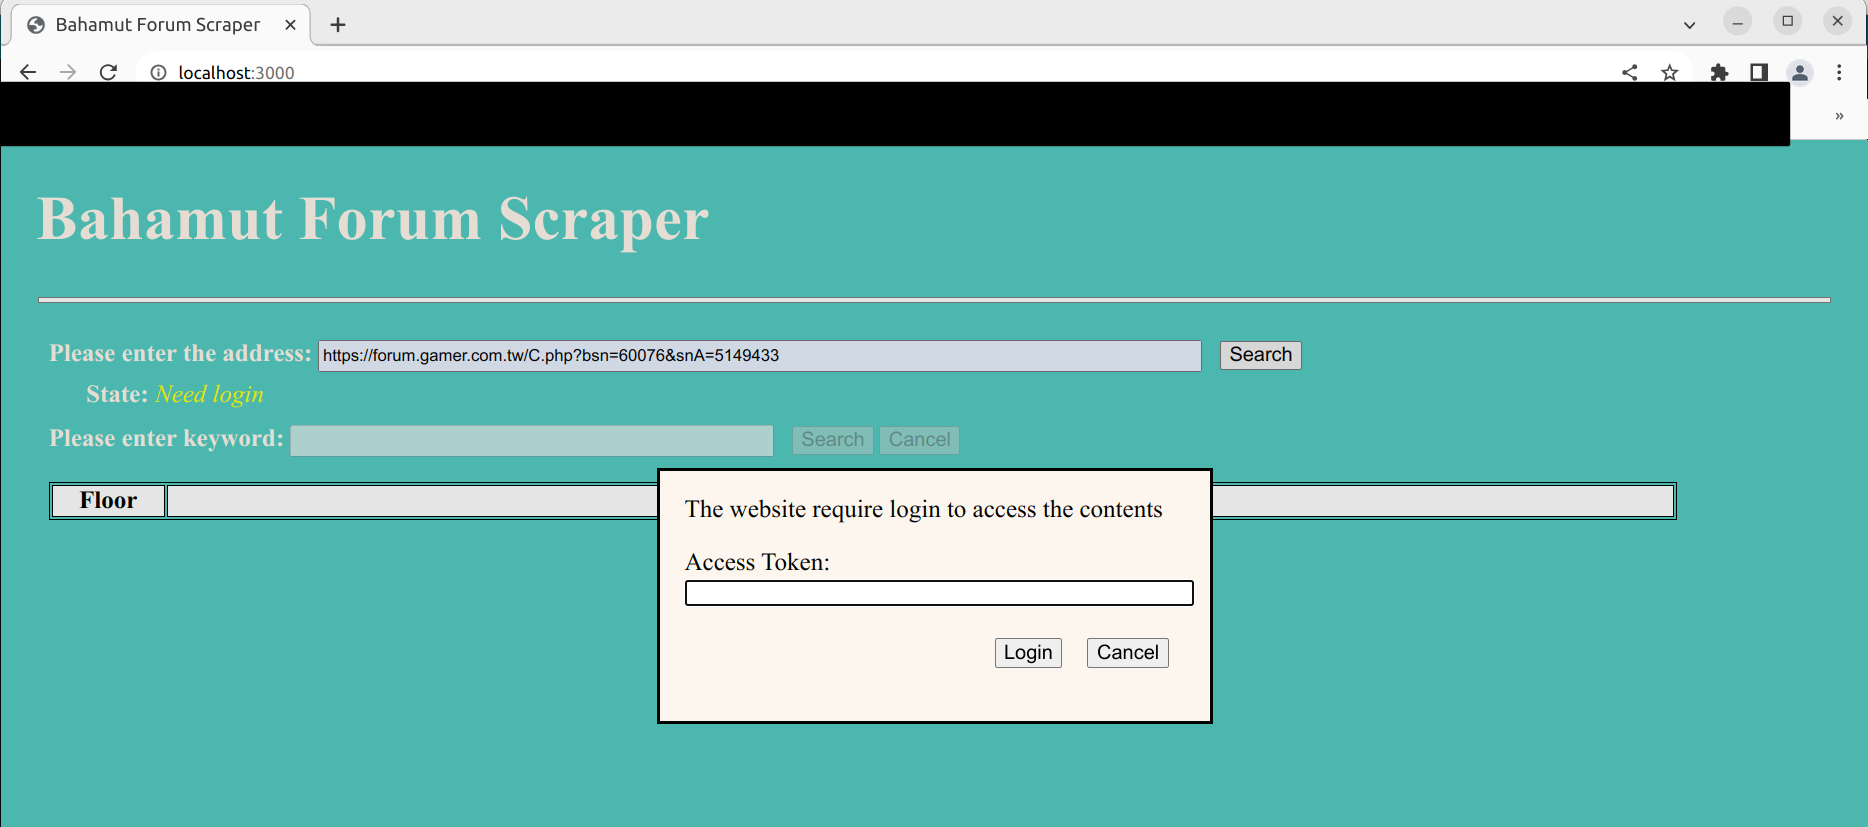 Bahamut Forum Scraper
localhost:3000
»
Bahamut Forum Scraper
Please enter the address: https://forum.gamer.com.tw/C.php?bsn=60076&snA=5149433 Search
State: Need login
Please enter keyword: Search Cancel
Floor
The website require login to access the contents
Access Token:
Login Cancel